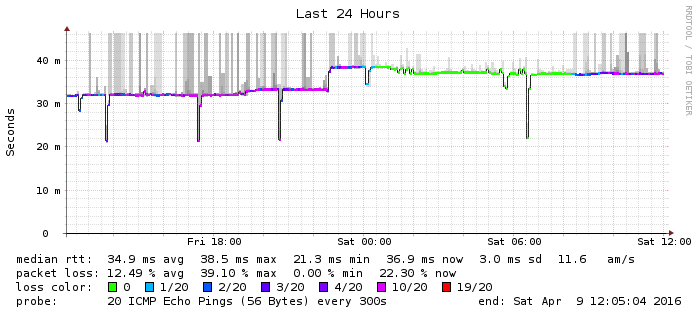 Last 24 Hours
RRDTOOL / TOBI OETIKER
Seconds
40 m
30 m
20 m
10 m
0
Fri 18:00 Sat 00:00 Sat 06:00 Sat 12:00
median rtt: 34.9 ms avg 38.5 ms max 21.3 ms min 36.9 ms now 3.0 ms sd 11.6 am/s
packet loss: 12.49 % avg 39.10 % max 0.00 % min 22.30 % now
loss color: 0 1/20 2/20 3/20 4/20 10/20 19/20
probe: 20 ICMP Echo Pings (56 Bytes) every 300s end: Sat Apr 9 12:05:04 2016